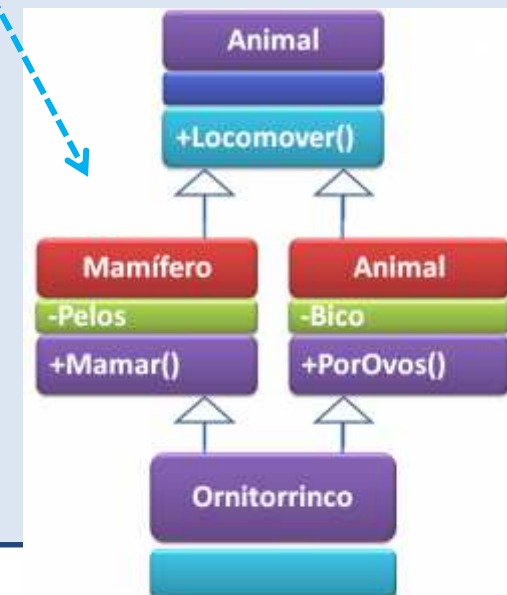 Animal
+Locomover()
Mamífero
-Pelos
+Mamar()
Animal
-Bico
+PorOvos()
Ornitorrinco